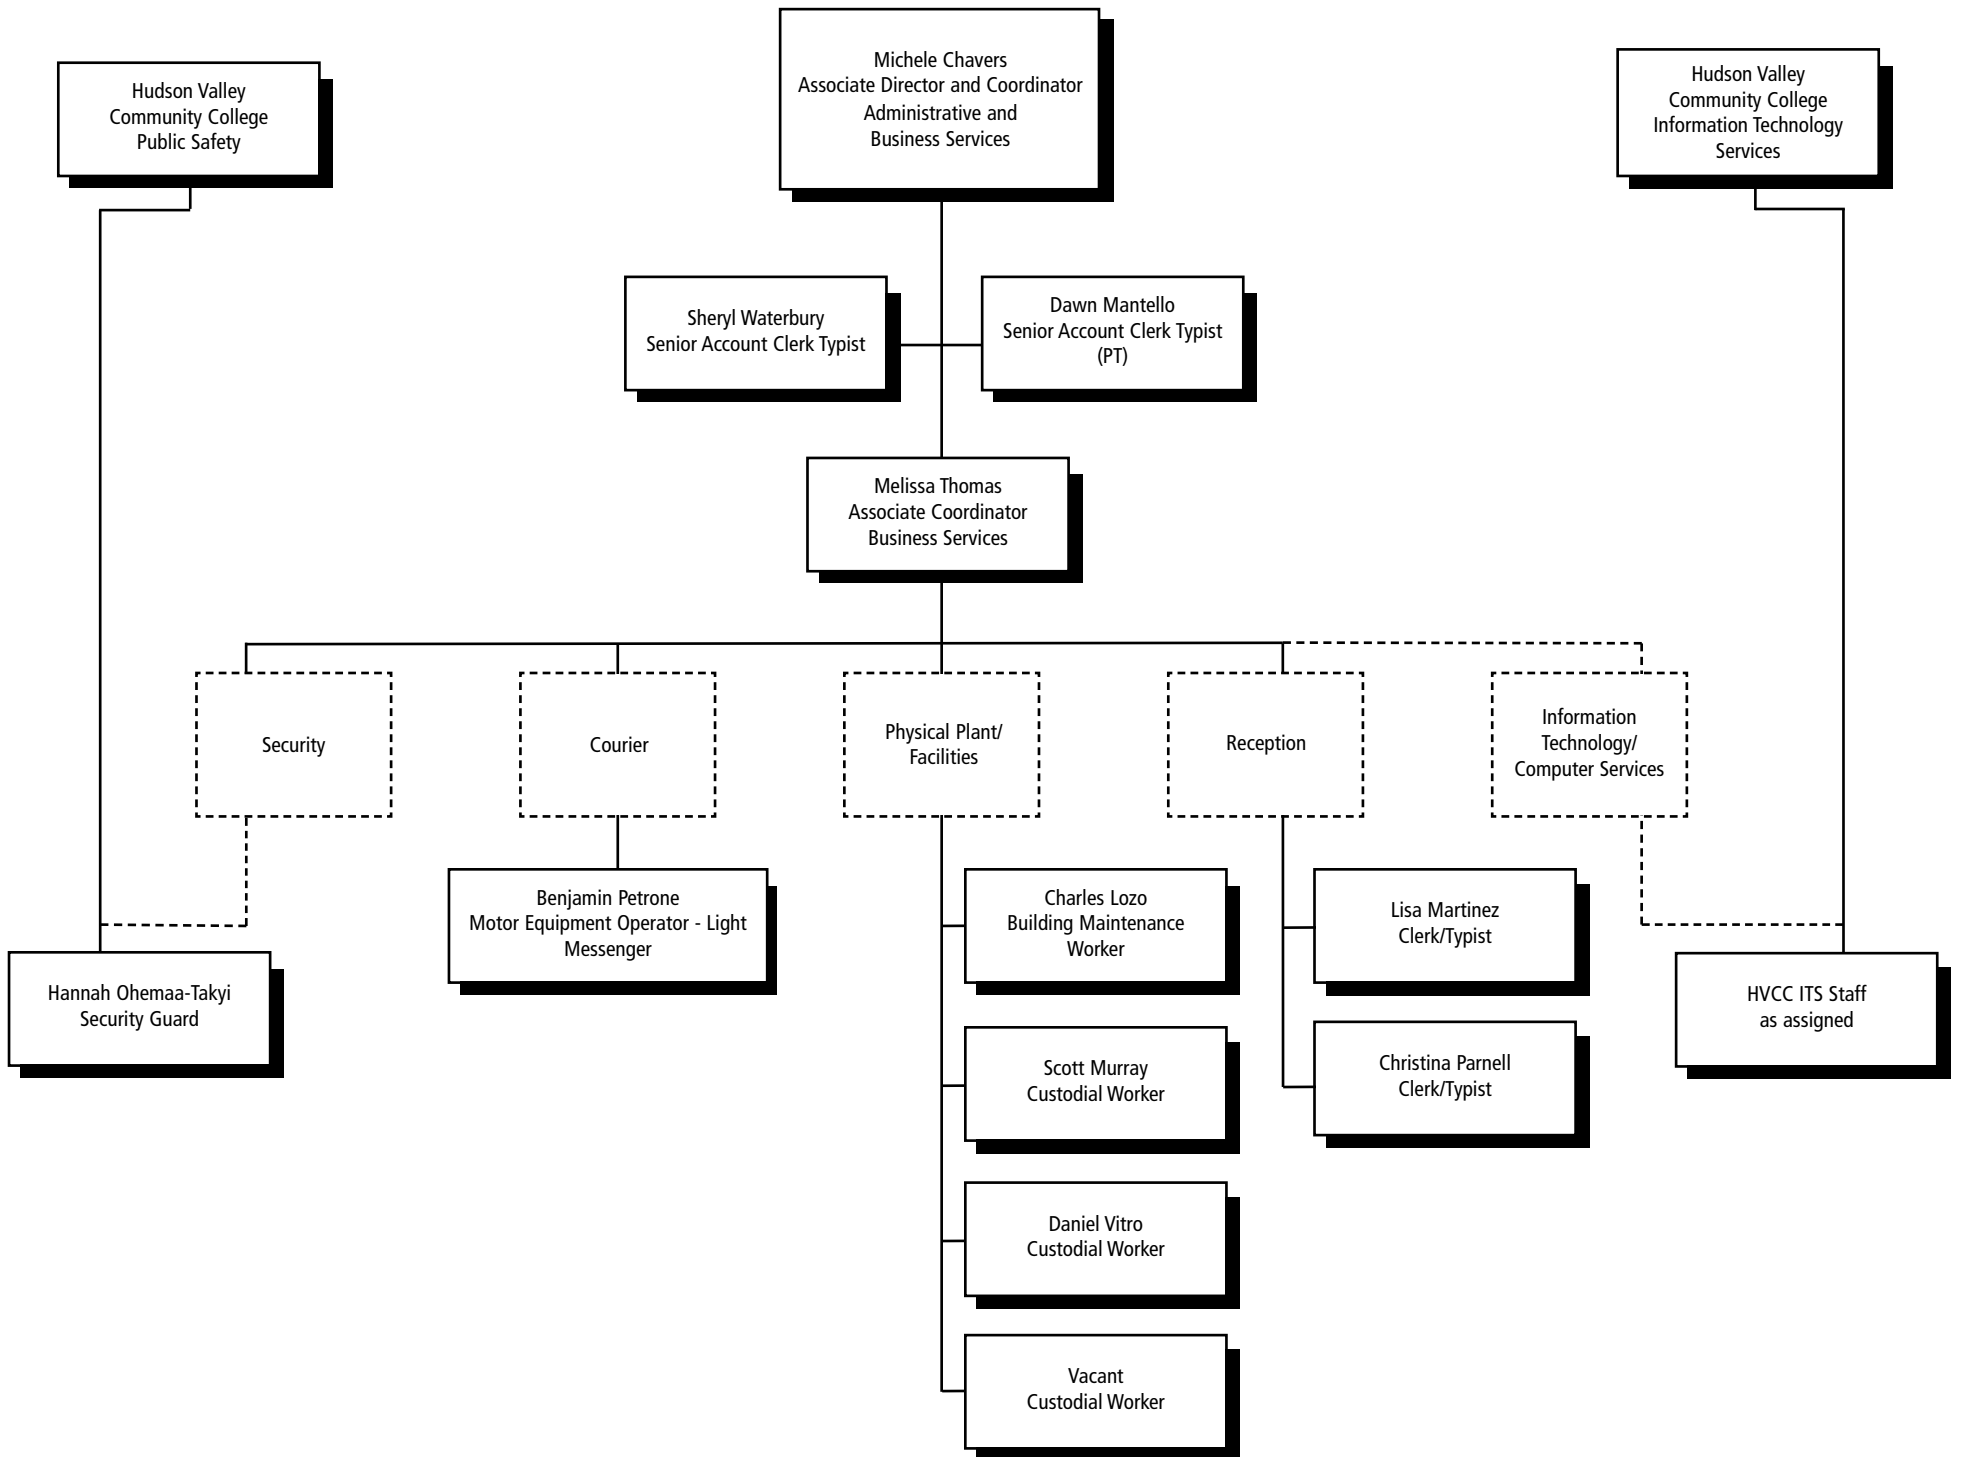 Michele Chavers
Associate Director and Coordinator
Administrative and
Business Services
Hudson Valley
Community College
Public Safety
Hudson Valley
Community College
Information Technology
Services
Sheryl Waterbury
Senior Account Clerk Typist
Dawn Mantello
Senior Account Clerk Typist
(PT)
Melissa Thomas
Associate Coordinator
Business Services
Security
Courier
Physical Plant/
Facilities
Reception
Information
Technology/
Computer Services
Hannah Ohemaa-Takyi
Security Guard
Benjamin Petrone
Motor Equipment Operator - Light
Messenger
Charles Lozo
Building Maintenance
Worker
Scott Murray
Custodial Worker
Daniel Vitro
Custodial Worker
Vacant
Custodial Worker
Lisa Martinez
Clerk/Typist
Christina Parnell
Clerk/Typist
HVCC ITS Staff
as assigned